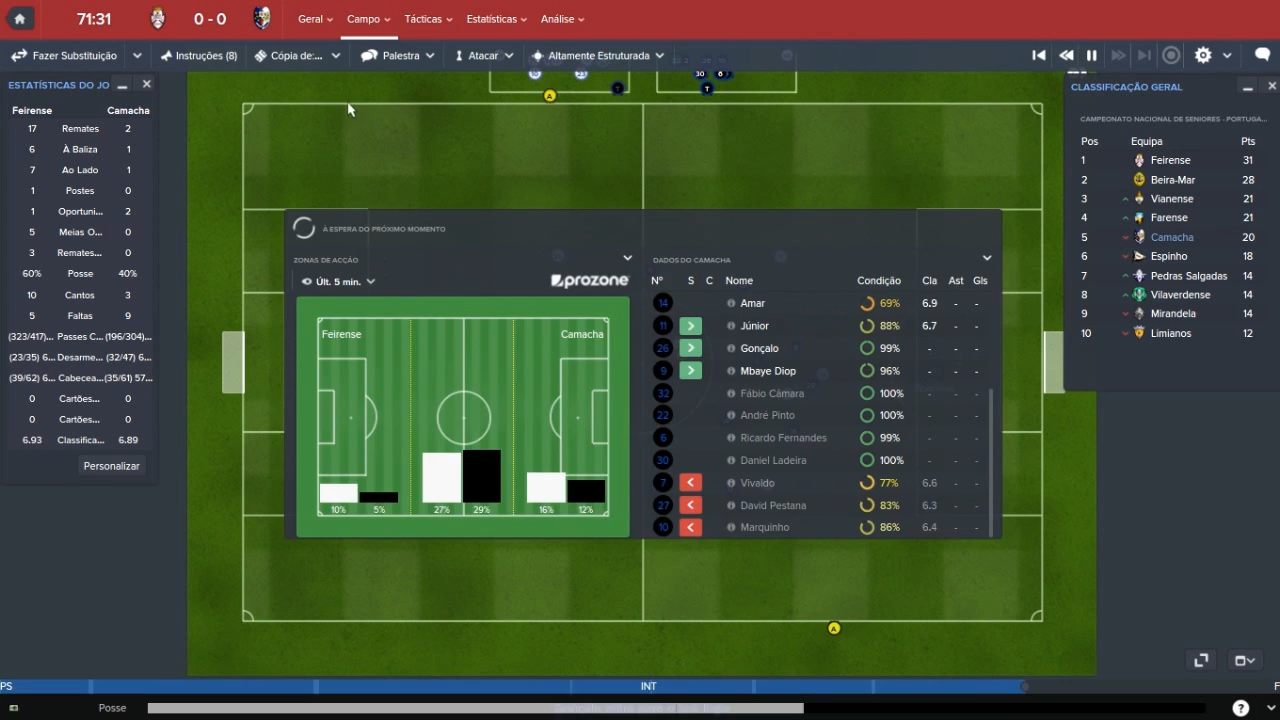 71:31 0 - 0 Geral Campo Tácticas Estatísticas Análise
Fazer Substituição Instruções (8) Cópia de:... Palestra Atacar Altamente Estruturada
ESTATÍSTICAS DO JO
Feirense Camacha
17 Remates 2
6 À Baliza 1
7 Ao Lado 1
1 Postes 0
1 Oportuni... 2
5 Meias O... 0
3 Remates... 0
60% Posse 40%
10 Cantos 3
5 Faltas 9
(323/417)... Passes C... (196/304)...
(23/35) 6... Desarme... (32/47) 6...
(39/62) 6... Cabecea... (35/61) 57...
0 Cartões... 0
0 Cartões... 0
6.93 Classifica... 6.89
Personalizar
10 23 T 30 6 T
A
À ESPERA DO PRÓXIMO MOMENTO
ZONAS DE ACÇÃO
Últ. 5 min. prozone
Feirense Camacha
10% 5% 27% 29% 16% 12%
DADOS DO CAMACHA
Nº S C Nome Condição Cla Ast Gls
14 Amar 69% 6.9 - -
11 Júnior 88% 6.7 - -
26 Gonçalo 99% - - -
9 Mbaye Diop 96% - - -
32 Fábio Câmara 100% - - -
22 André Pinto 100% - - -
6 Ricardo Fernandes 99% - - -
30 Daniel Ladeira 100% - - -
7 Vivaldo 77% 6.6 - -
27 David Pestana 83% 6.3 - -
10 Marquinho 86% 6.4 - -
CLASSIFICAÇÃO GERAL
CAMPEONATO NACIONAL DE SENIORES - PORTUGA...
Pos Equipa Pts
1 Feirense 31
2 Beira-Mar 28
3 Vianense 21
4 Farense 21
5 Camacha 20
6 Espinho 18
7 Pedras Salgadas 14
8 Vilaverdense 14
9 Mirandela 14
10 Limianos 12
A
PS INT F
Posse ?